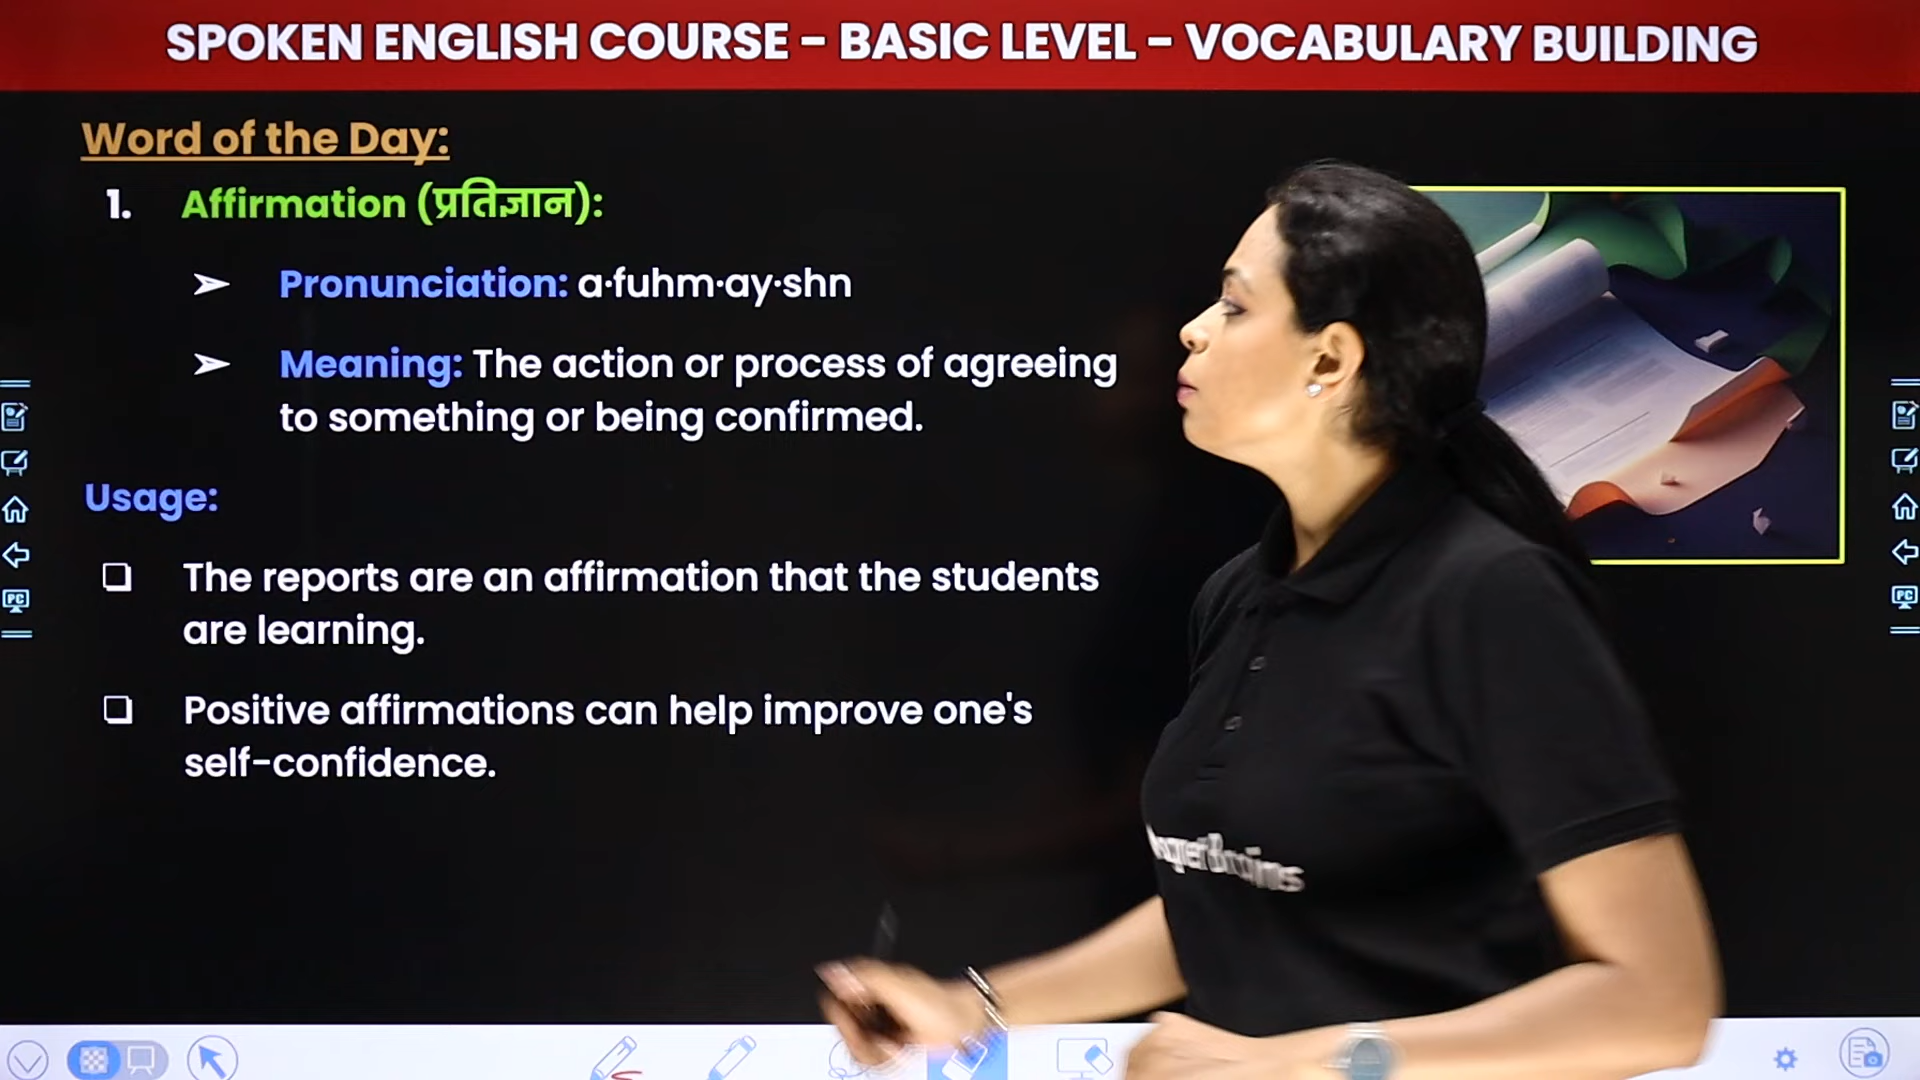 SPOKEN ENGLISH COURSE - BASIC LEVEL - VOCABULARY BUILDING
Word of the Day:
1. Affirmation (प्रतिज्ञान):
➢ Pronunciation: a·fuhm·ay·shn
➢ Meaning: The action or process of agreeing
to something or being confirmed.
Usage:
❑ The reports are an affirmation that the students
are learning.
❑ Positive affirmations can help improve one's
self-confidence.
PC
PC